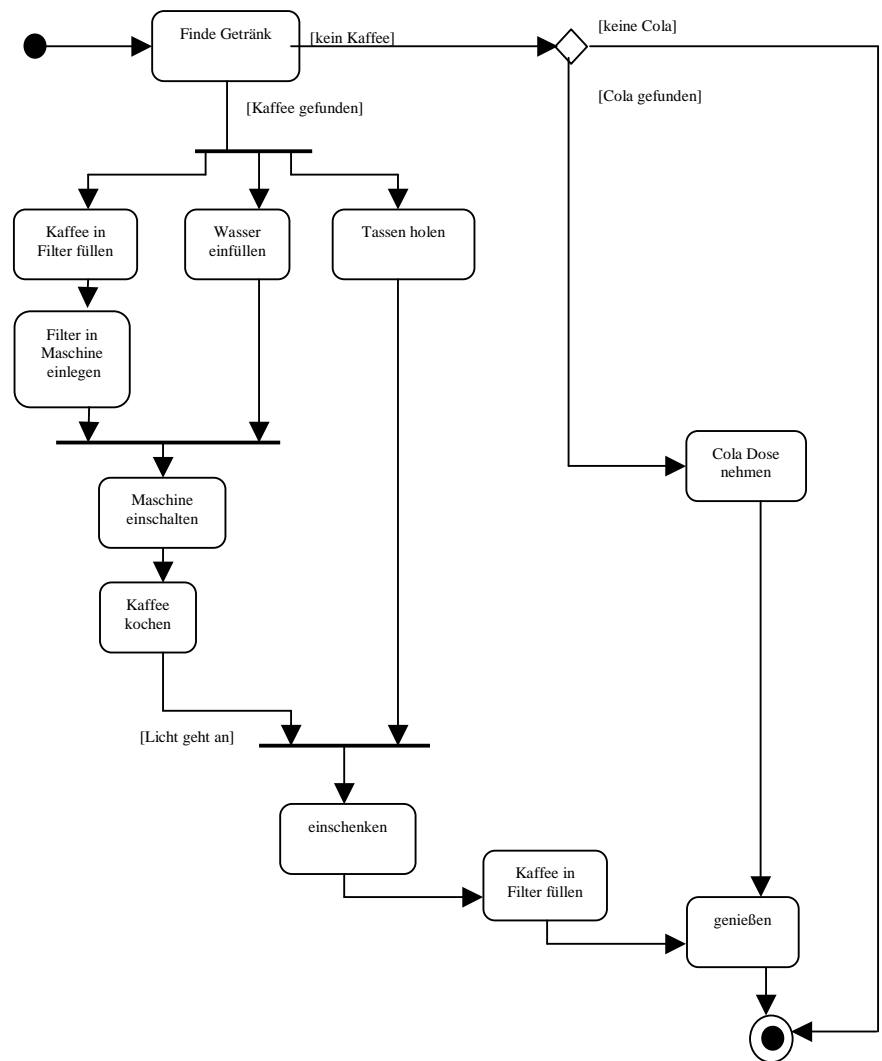 Finde Getränk
[kein Kaffee]
[keine Cola]
[Cola gefunden]
[Kaffee gefunden]
Kaffee in
Filter füllen
Wasser
einfüllen
Tassen holen
Filter in
Maschine
einlegen
Cola Dose
nehmen
Maschine
einschalten
Kaffee
kochen
[Licht geht an]
einschenken
Kaffee in
Filter füllen
genießen